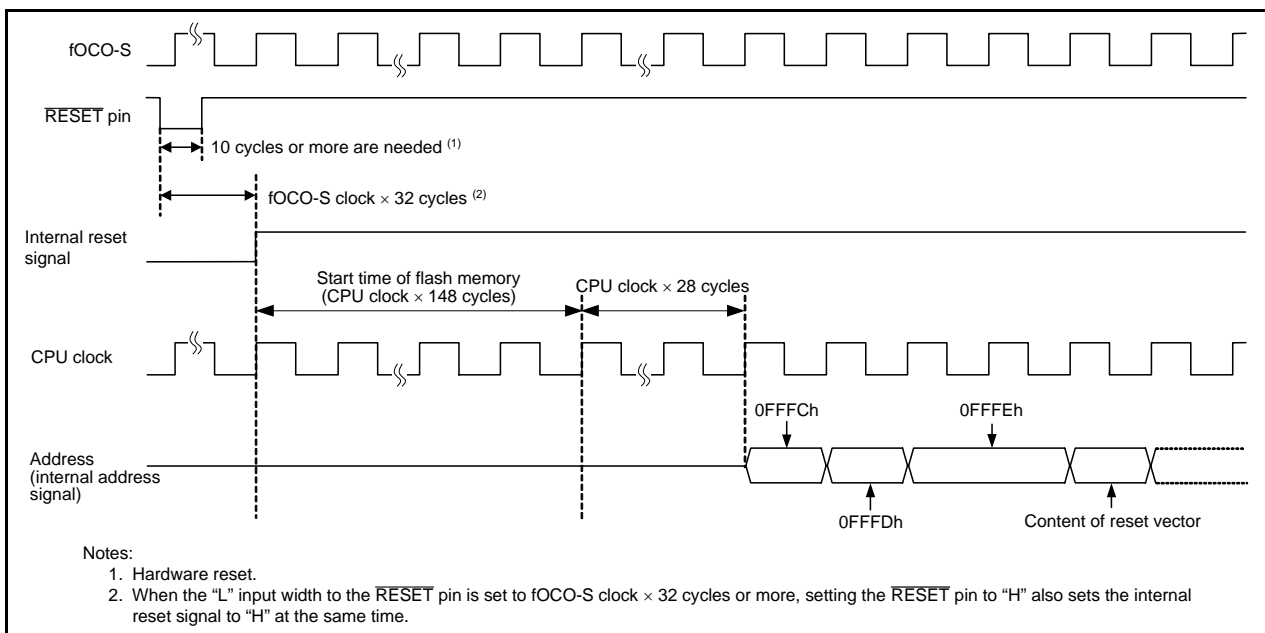 fOCO-S
RESET pin
10 cycles or more are needed (1)
fOCO-S clock × 32 cycles (2)
Internal reset
signal
Start time of flash memory
(CPU clock × 148 cycles)
CPU clock × 28 cycles
CPU clock
0FFFCh
0FFFEh
Address
(internal address
signal)
0FFFDh
Content of reset vector
Notes:
1. Hardware reset.
2. When the “L” input width to the RESET pin is set to fOCO-S clock × 32 cycles or more, setting the RESET pin to “H” also sets the internal
reset signal to “H” at the same time.